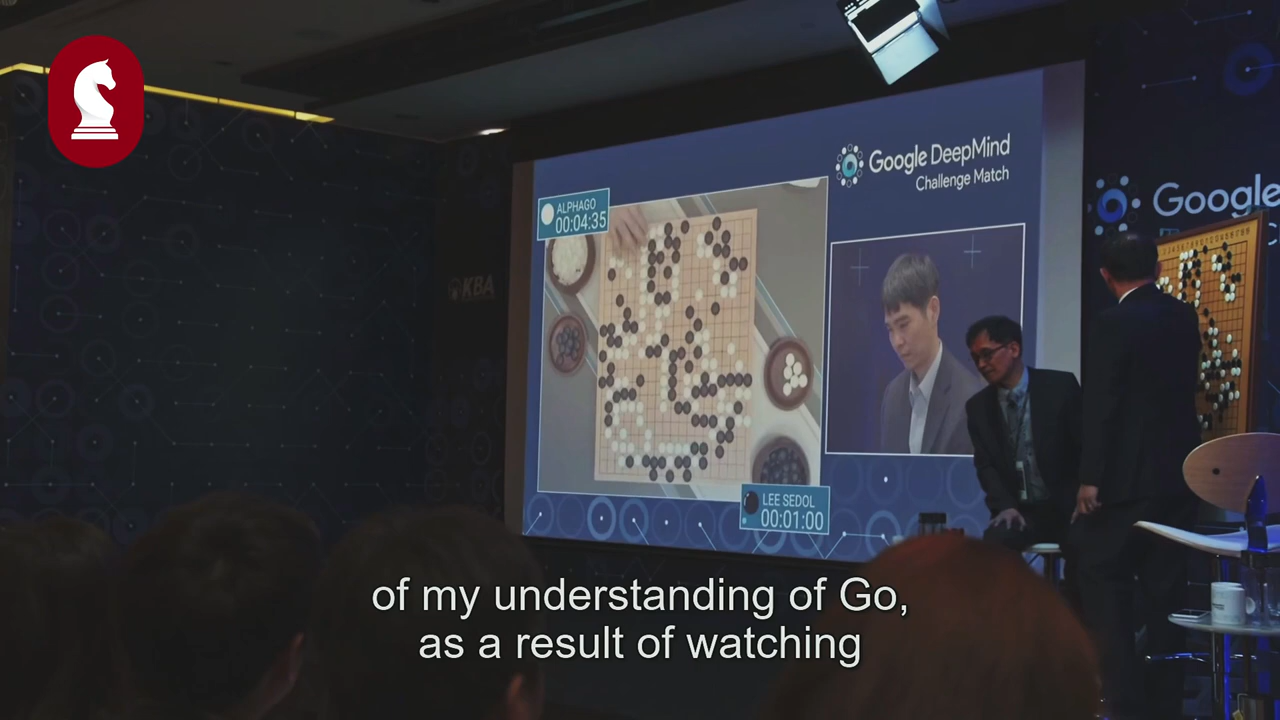 Google DeepMind
Challenge Match
ALPHAGO
00:04:35
Google
KBA
LEE SEDOL
00:01:00
of my understanding of Go,
as a result of watching